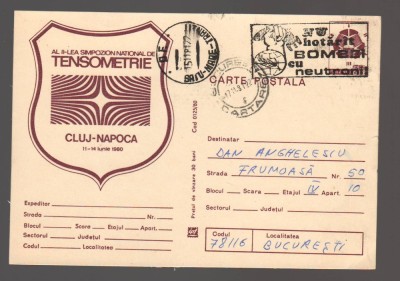 AL II-LEA SIMPOZION NAȚIONAL DE
TENSOMETRIE
CLUJ-NAPOCA
11-14 iunie 1980
Expeditor
Strada Nr.
Blocul Scara Etajul Apart.
Sectorul Județul
Codul Localitatea
Cod 0125/80
Prețul de vînzare 30 bani
NU
hotărît
BOMBEI
cu
neutroni!
CARTE POSTALA
Destinatar DAN ANGHELESCU
Strada FRUMOASĂ Nr. 50
Blocul Scara Etajul IV Apart. 10
Sectorul Județul
Codul Localitatea
78116 BUCUREȘTI